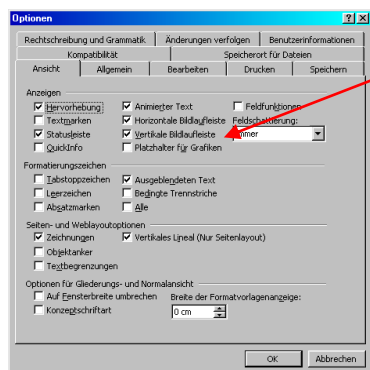 Optionen
Rechtschreibung und Grammatik Änderungen verfolgen Benutzerinformationen
Kompatibilität Speicherort für Dateien
Ansicht Allgemein Bearbeiten Drucken Speichern
Anzeigen
Hervorhebung Animierter Text Feldfunktionen
Textmarken Horizontale Bildlaufleiste Feldschattierung:
Statusleiste Vertikale Bildlaufleiste Immer
QuickInfo Platzhalter für Grafiken
Formatierungszeichen
Tabstoppzeichen Ausgeblendeten Text
Leerzeichen Bedingte Trennstriche
Absatzmarken Alle
Seiten- und Weblayoutoptionen
Zeichnungen Vertikales Lineal (Nur Seitenlayout)
Objektanker
Textbegrenzungen
Optionen für Gliederungs- und Normalansicht
Auf Fensterbreite umbrechen Breite der Formatvorlagenanzeige:
Konzeptschriftart 0 cm
OK Abbrechen